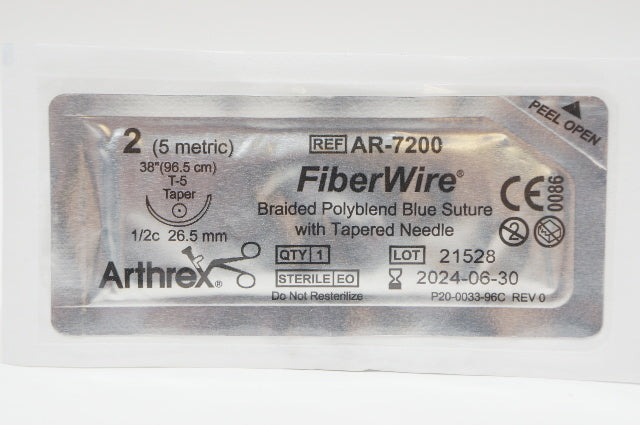 PEEL OPEN
2 (5 metric)
38"(96.5 cm)
T-5
Taper
1/2c 26.5 mm
Arthrex®
REF AR-7200
FiberWire®
Braided Polyblend Blue Suture
with Tapered Needle
QTY 1
LOT 21528
STERILE EO
2024-06-30
Do Not Resterilize
P20-0033-96C REV 0
CE 0086
2